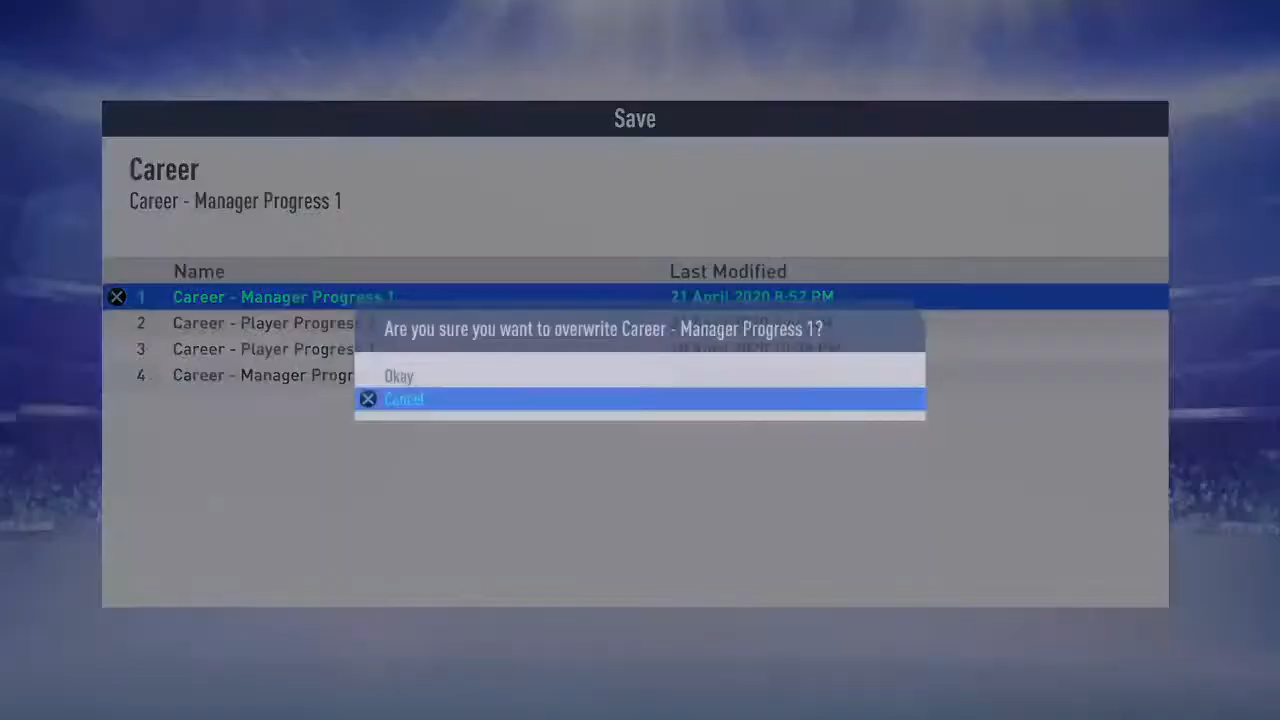 Save
Career
Career - Manager Progress 1
Name Last Modified
1 Career - Manager Progress 1 21 April 2020 8:52 PM
2 Career - Player Progress
3 Career - Player Progress 1
4 Career - Manager Progr
Are you sure you want to overwrite Career - Manager Progress 1?
Okay
Cancel